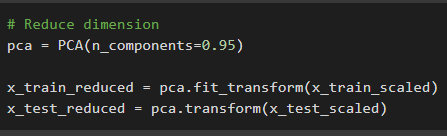 # Reduce dimension
pca = PCA(n_components=0.95)
x_train_reduced = pca.fit_transform(x_train_scaled)
x_test_reduced = pca.transform(x_test_scaled)